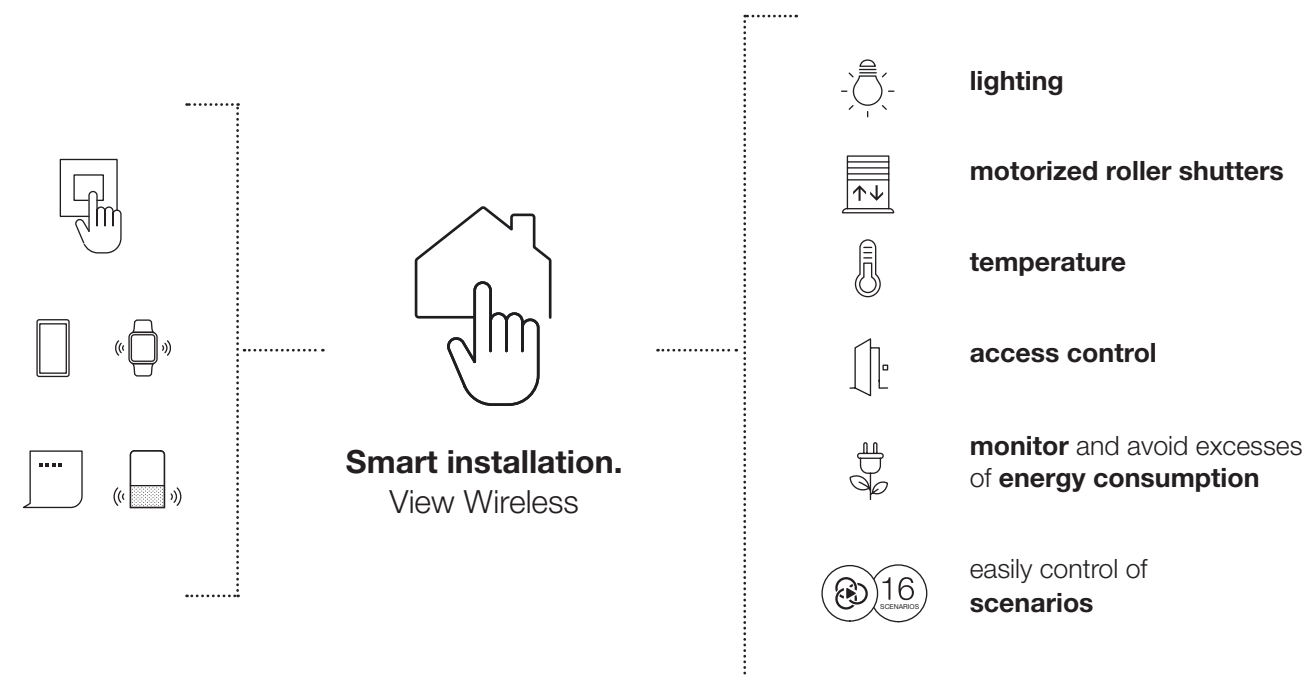 Smart installation.
View Wireless
lighting
motorized roller shutters
temperature
access control
monitor and avoid excesses
of energy consumption
16
SCENARIOS
easily control of
scenarios